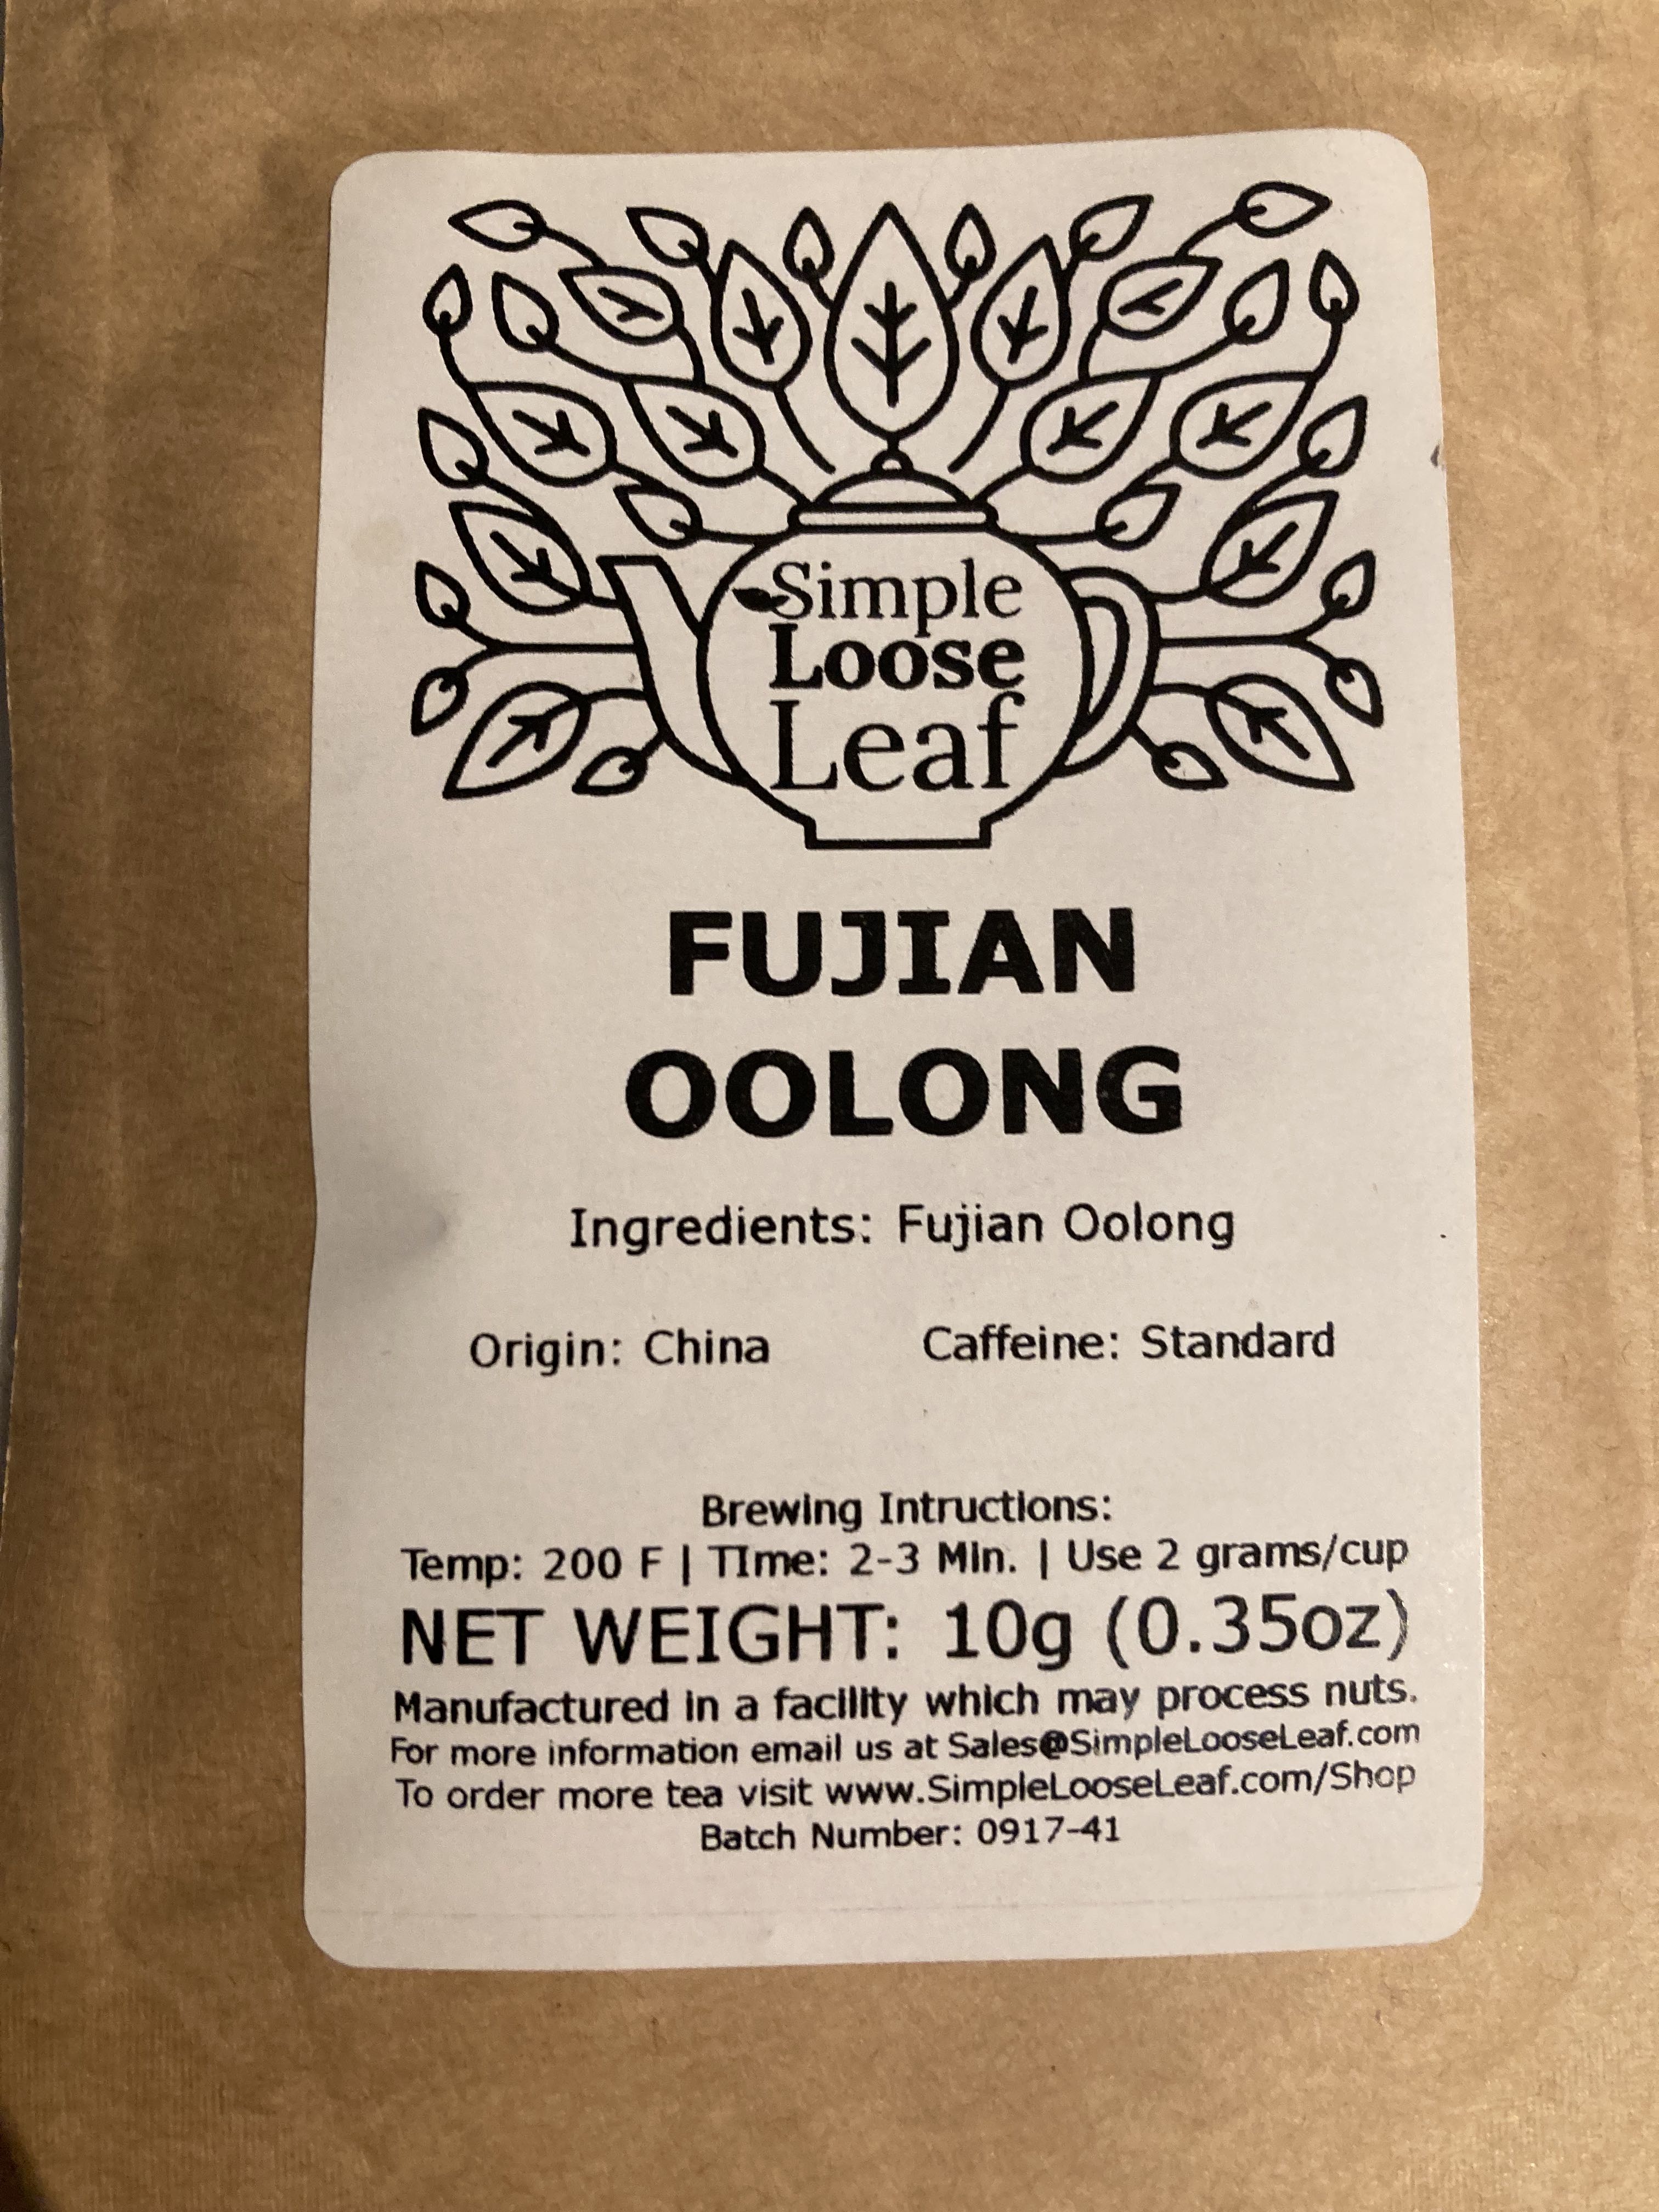 Simple
Loose
Leaf
FUJIAN
OOLONG
Ingredients: Fujian Oolong
Origin: China Caffeine: Standard
Brewing Intructions:
Temp: 200 F | TIme: 2-3 Min. | Use 2 grams/cup
NET WEIGHT: 10g (0.35oz)
Manufactured in a facility which may process nuts.
For more information email us at Sales@SimpleLooseLeaf.com
To order more tea visit www.SimpleLooseLeaf.com/Shop
Batch Number: 0917-41